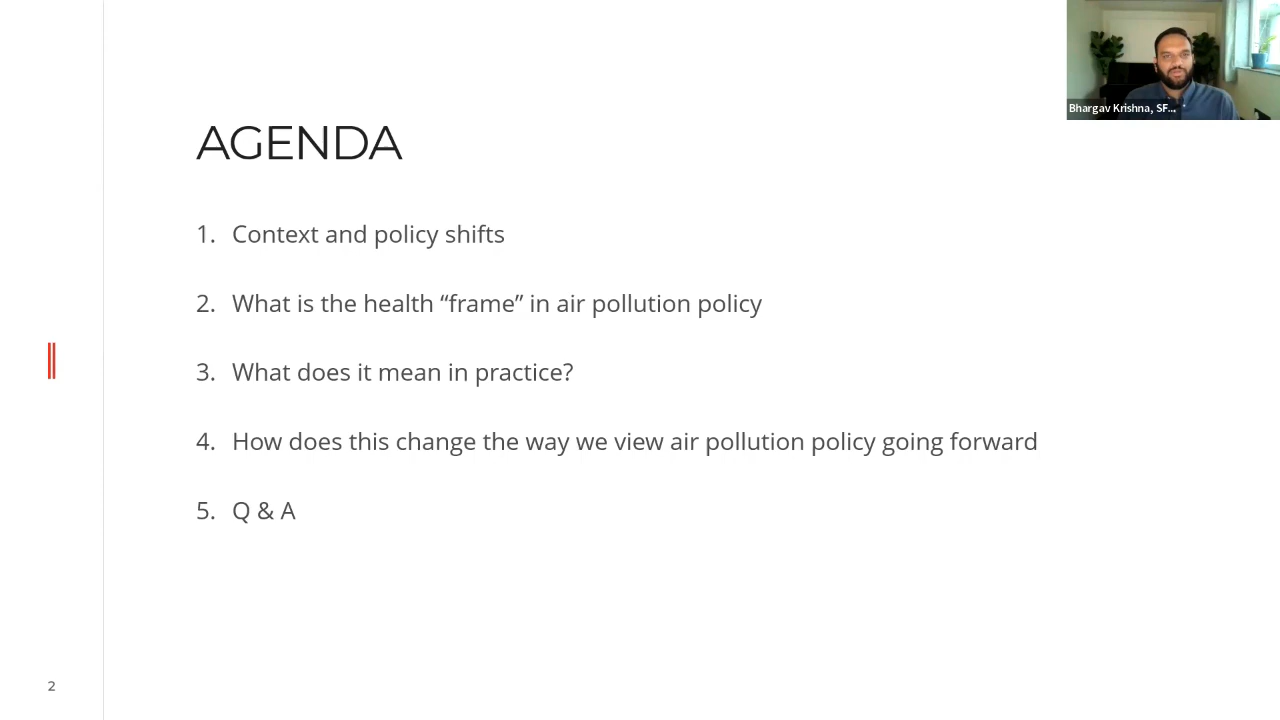 Bhargav Krishna, SF...
AGENDA
1. Context and policy shifts
2. What is the health “frame” in air pollution policy
3. What does it mean in practice?
4. How does this change the way we view air pollution policy going forward
5. Q & A
2